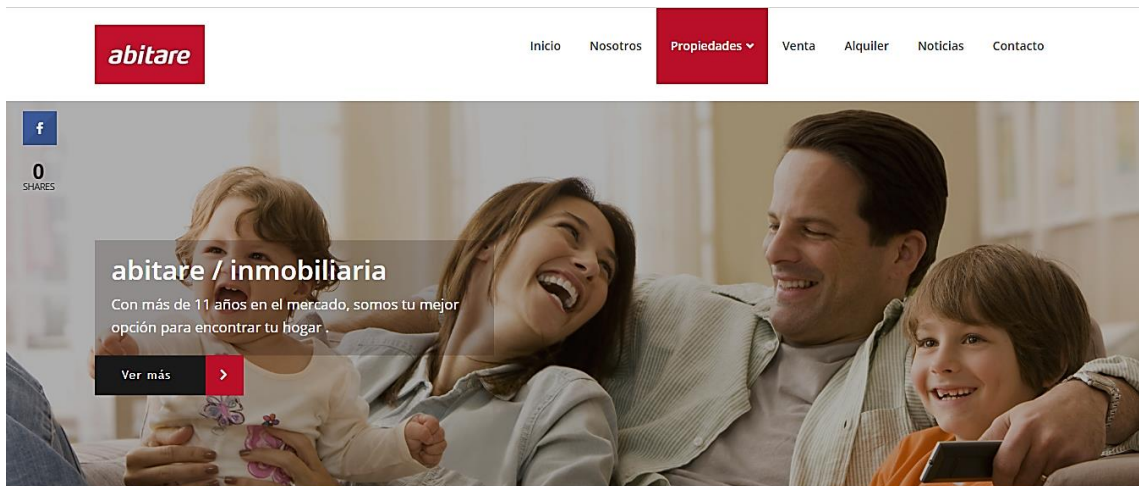 abitare
Inicio Nosotros Propiedades Venta Alquiler Noticias Contacto
f
0
SHARES
abitare / inmobiliaria
Con más de 11 años en el mercado, somos tu mejor
opción para encontrar tu hogar .
Ver más